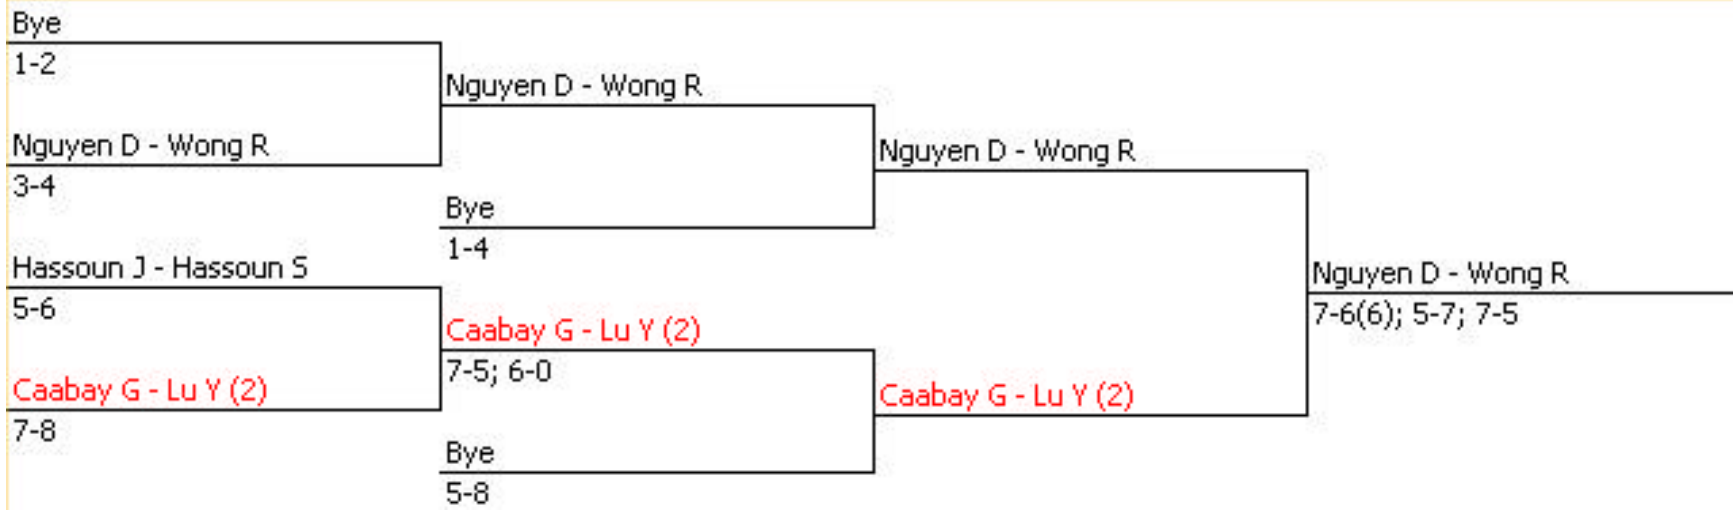 Bye
1-2
Nguyen D - Wong R
3-4
Hassoun J - Hassoun S
5-6
Caabay G - Lu Y (2)
7-8
Nguyen D - Wong R
Bye
1-4
Caabay G - Lu Y (2)
7-5; 6-0
Bye
5-8
Nguyen D - Wong R
Caabay G - Lu Y (2)
Nguyen D - Wong R
7-6(6); 5-7; 7-5